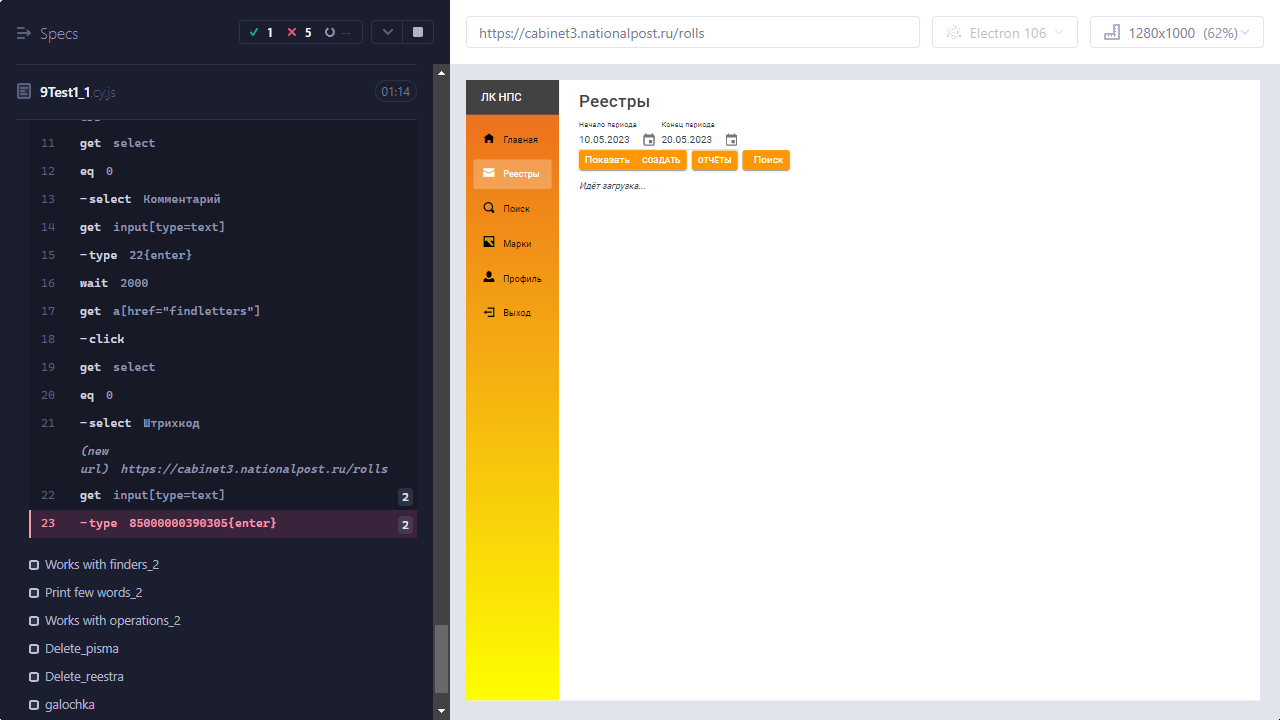 Specs
1
5
--
9Test1_1.cy.js
01:14
11 get select
12 eq 0
13 -select Комментарий
14 get input[type=text]
15 -type 22{enter}
16 wait 2000
17 get a[href="findletters"]
18 -click
19 get select
20 eq 0
21 -select Штрихкод
(new
url) https://cabinet3.nationalpost.ru/rolls
22 get input[type=text] 2
23 -type 85000000390305{enter} 2
Works with finders_2
Print few words_2
Works with operations_2
Delete_pisma
Delete_reestra
galochka
https://cabinet3.nationalpost.ru/rolls
Electron 106
1280x1000 (62%)
ЛК НПС
Главная
Реестры
Поиск
Марки
Профиль
Выход
Реестры
Начало периода Конец периода
10.05.2023 20.05.2023
Показать СОЗДАТЬ ОТЧЁТЫ Поиск
Идёт загрузка...